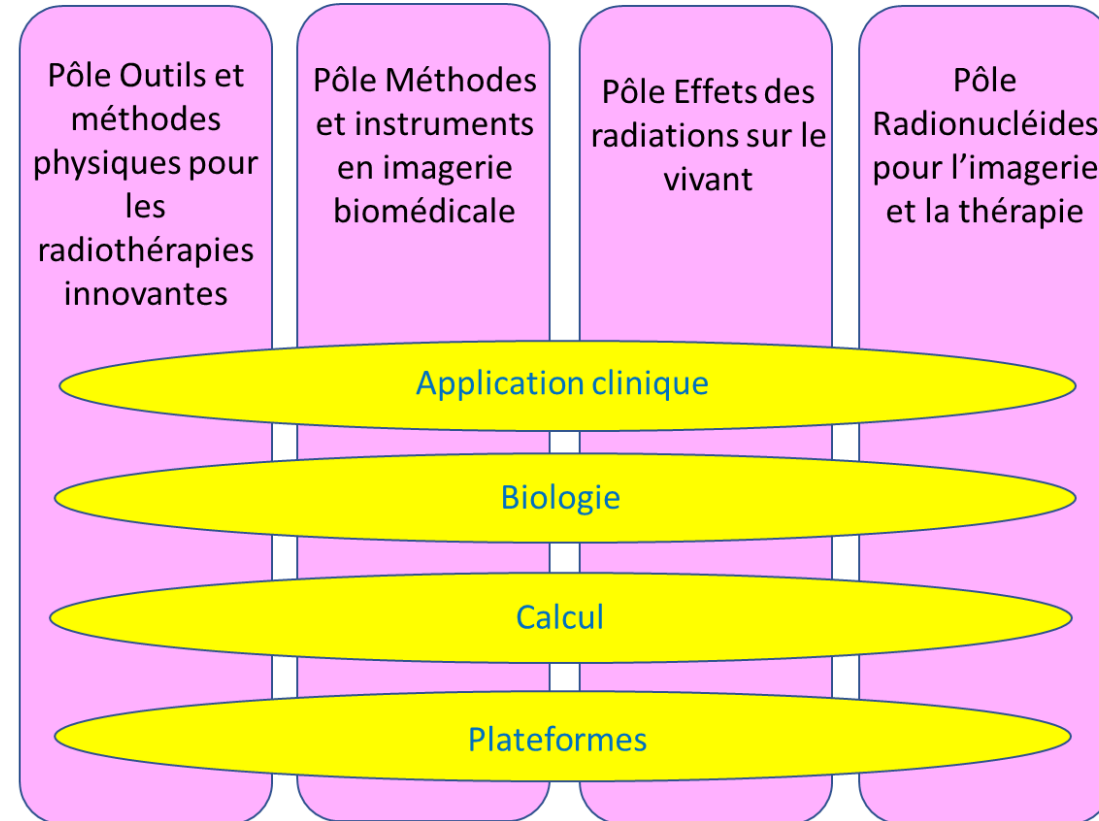 Pôle Outils et
méthodes
physiques pour
les
radiothérapies
innovantes
Pôle Méthodes
et instruments
en imagerie
biomédicale
Pôle Effets des
radiations sur le
vivant
Pôle
Radionucléides
pour l’imagerie
et la thérapie
Application clinique
Biologie
Calcul
Plateformes